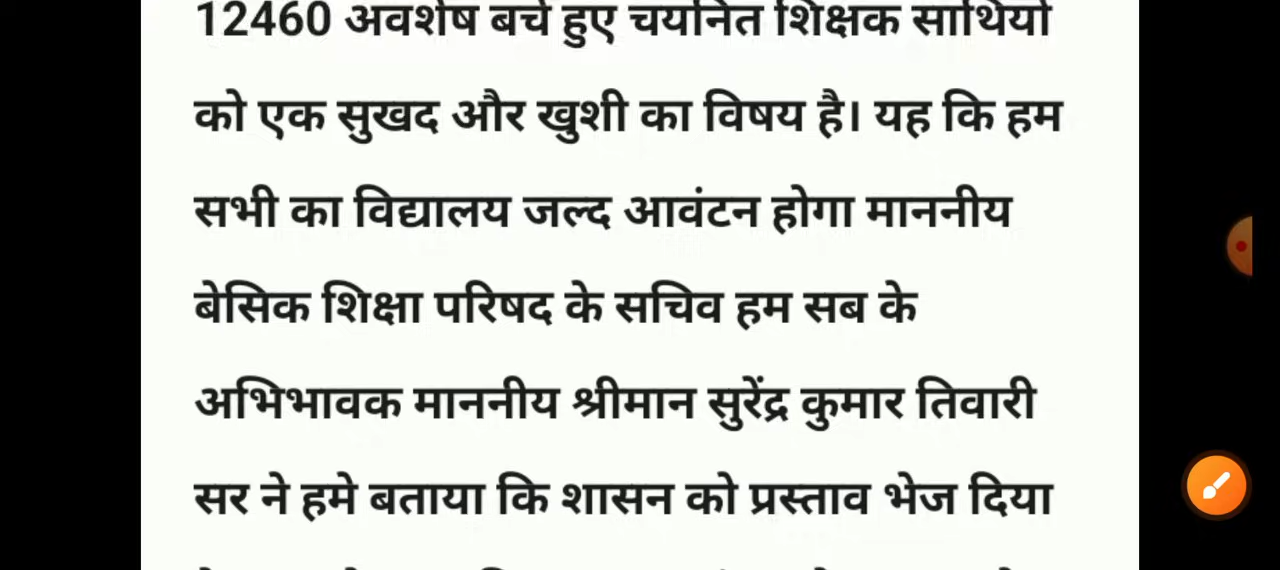 12460 अवशेष बचे हुए चयनित शिक्षक साथियों
को एक सुखद और खुशी का विषय है। यह कि हम
सभी का विद्यालय जल्द आवंटन होगा माननीय
बेसिक शिक्षा परिषद के सचिव हम सब के
अभिभावक माननीय श्रीमान सुरेंद्र कुमार तिवारी
सर ने हमे बताया कि शासन को प्रस्ताव भेज दिया